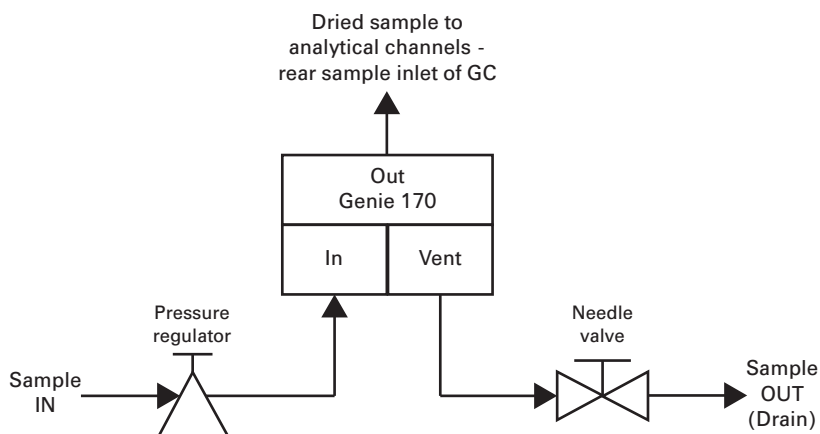 Dried sample to
analytical channels -
rear sample inlet of GC
Out
Genie 170
In
Vent
Pressure
regulator
Needle
valve
Sample
IN
Sample
OUT
(Drain)